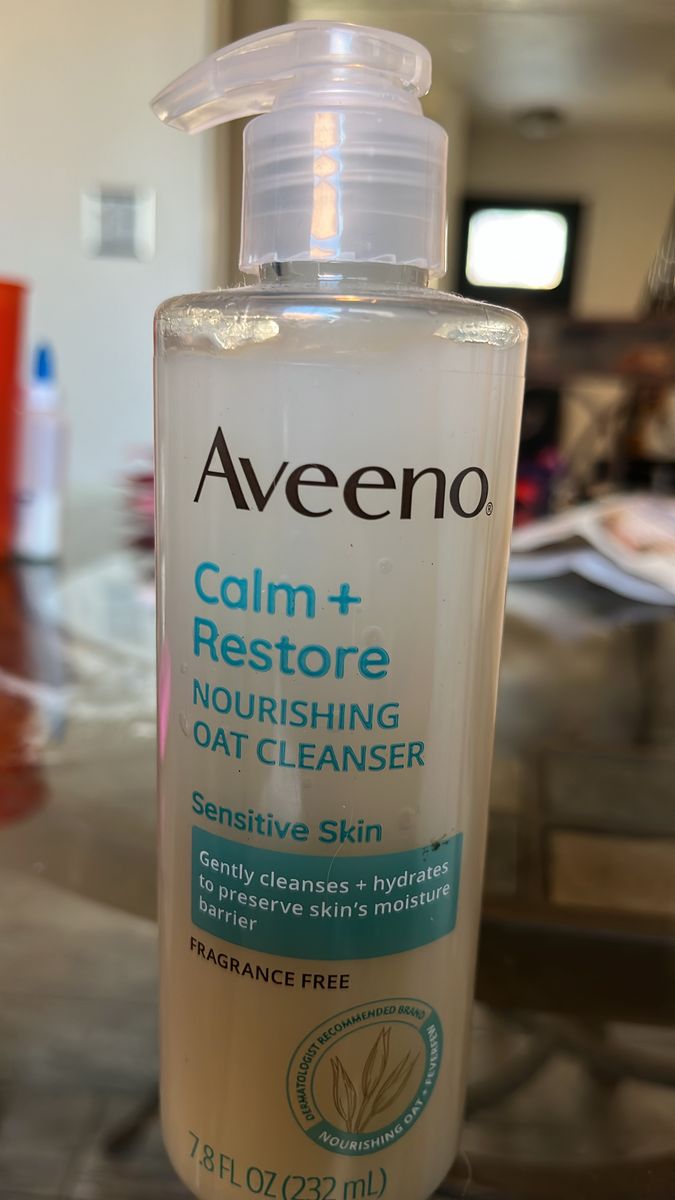 Aveeno®
Calm +
Restore
NOURISHING
OAT CLEANSER
Sensitive Skin
Gently cleanses + hydrates
to preserve skin's moisture
barrier
FRAGRANCE FREE
DERMATOLOGIST RECOMMENDED BRAND
NOURISHING OAT + FEVERFEW
7.8 FL OZ (232 mL)